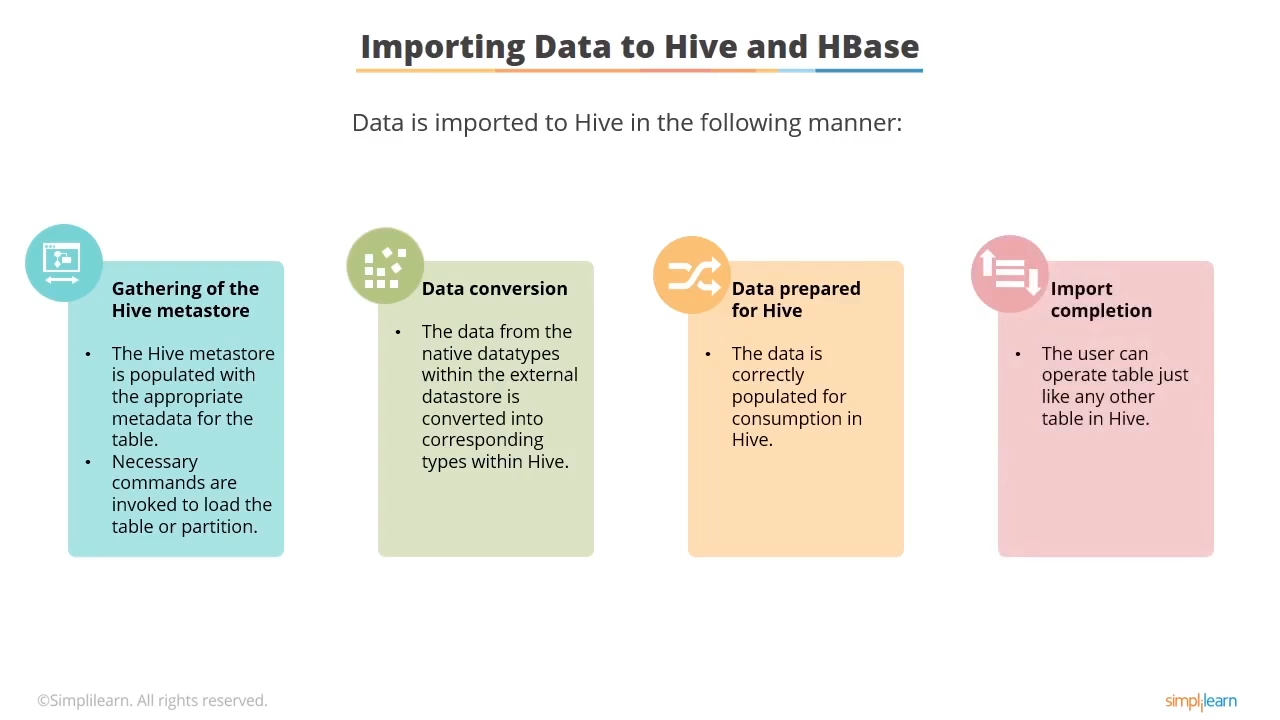 Importing Data to Hive and HBase
Data is imported to Hive in the following manner:
Gathering of the
Hive metastore
• The Hive metastore
is populated with
the appropriate
metadata for the
table.
• Necessary
commands are
invoked to load the
table or partition.
Data conversion
• The data from the
native datatypes
within the external
datastore is
converted into
corresponding
types within Hive.
Data prepared
for Hive
• The data is
correctly
populated for
consumption in
Hive.
Import
completion
• The user can
operate table just
like any other
table in Hive.
©Simplilearn. All rights reserved.
simplilearn